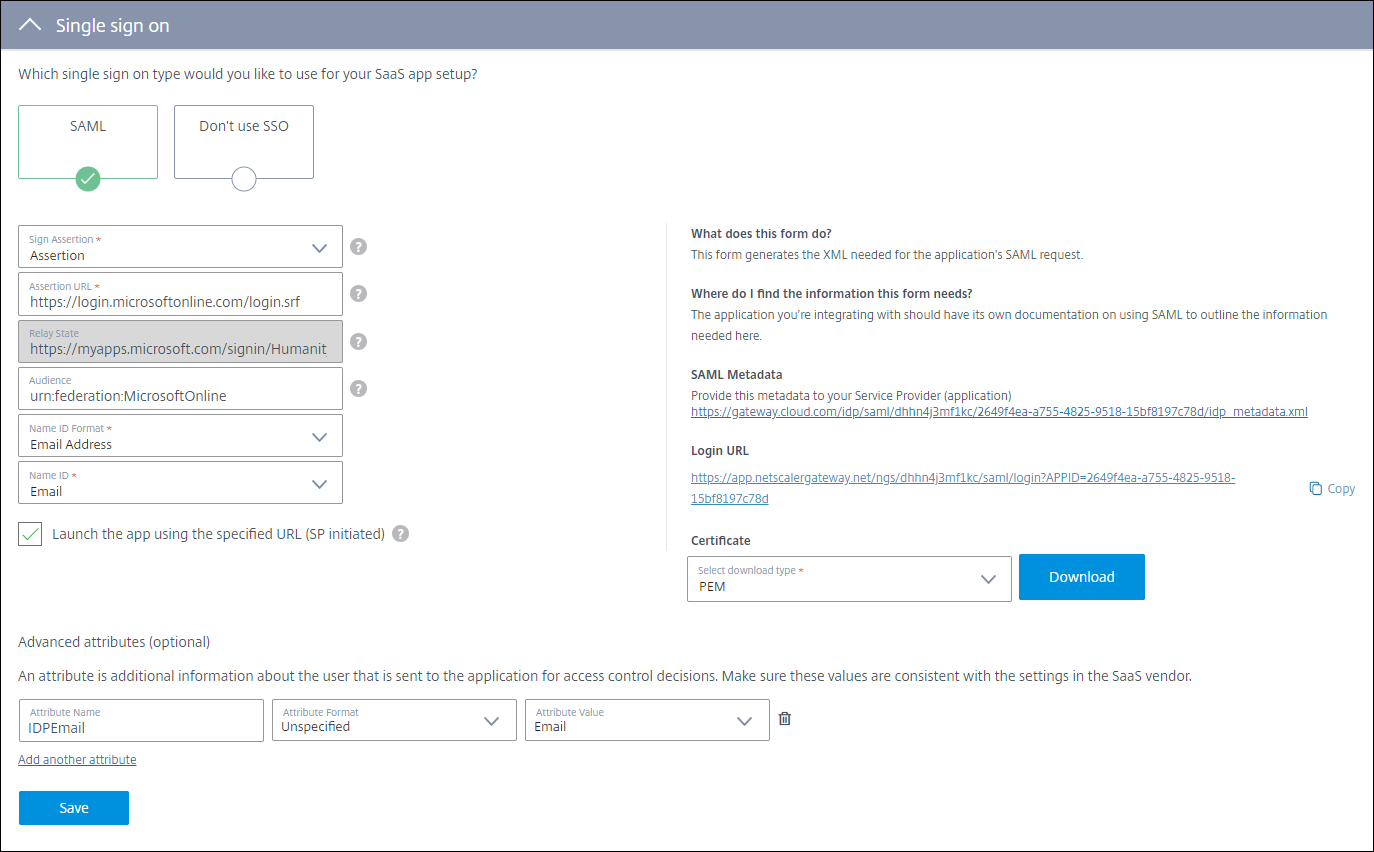 Single sign on
Which single sign on type would you like to use for your SaaS app setup?
SAML
Don't use SSO
Sign Assertion *
Assertion
?
Assertion URL *
https://login.microsoftonline.com/login.srf
?
Relay State
https://myapps.microsoft.com/signin/Humanit
?
Audience
urn:federation:MicrosoftOnline
?
Name ID Format *
Email Address
Name ID *
Email
Launch the app using the specified URL (SP initiated) ?
What does this form do?
This form generates the XML needed for the application's SAML request.
Where do I find the information this form needs?
The application you're integrating with should have its own documentation on using SAML to outline the information
needed here.
SAML Metadata
Provide this metadata to your Service Provider (application)
https://gateway.cloud.com/idp/saml/dhhn4j3mf1kc/2649f4ea-a755-4825-9518-15bf8197c78d/idp_metadata.xml
Login URL
https://app.netscalergateway.net/ngs/dhhn4j3mf1kc/saml/login?APPID=2649f4ea-a755-4825-9518-
15bf8197c78d
Copy
Certificate
Select download type *
PEM
Download
Advanced attributes (optional)
An attribute is additional information about the user that is sent to the application for access control decisions. Make sure these values are consistent with the settings in the SaaS vendor.
Attribute Name
IDPEmail
Attribute Format
Unspecified
Attribute Value
Email
Add another attribute
Save